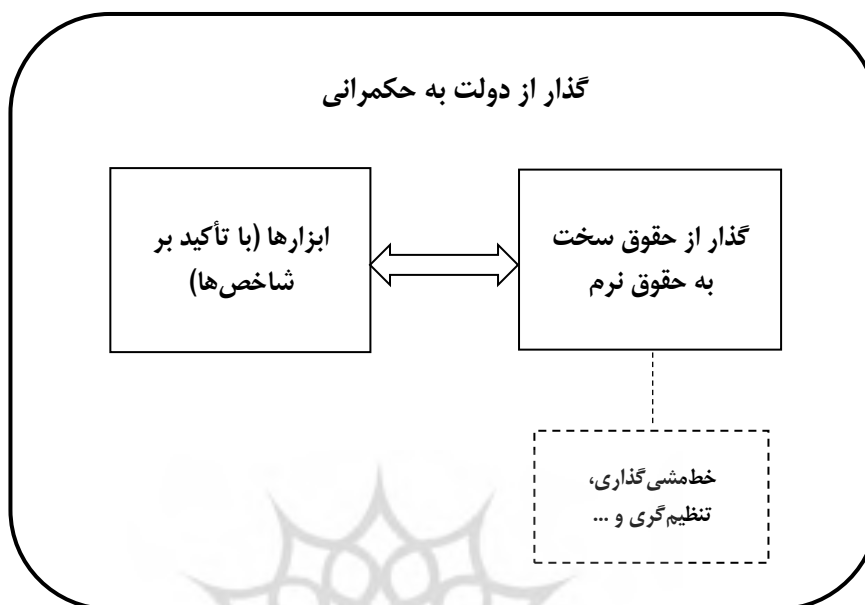 گذار از دولت به حکمرانی
گذار از حقوق سخت
به حقوق نرم
ابزارها (با تأکید بر
شاخص‌ها)
خط‌مشی‌گذاری،
تنظیم‌گری و ...